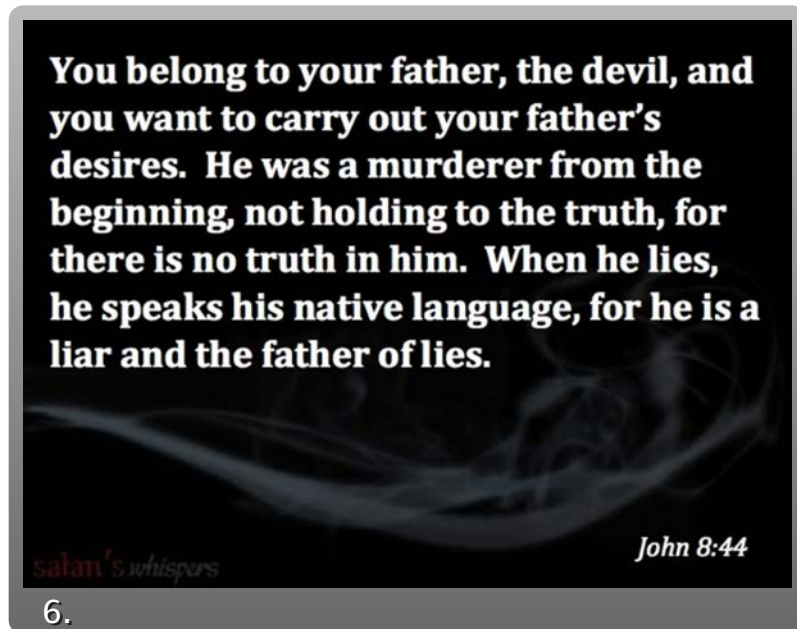 You belong to your father, the devil, and
you want to carry out your father’s
desires.  He was a murderer from the
beginning, not holding to the truth, for
there is no truth in him.  When he lies,
he speaks his native language, for he is a
liar and the father of lies.
John 8:44
satan's whispers
6.